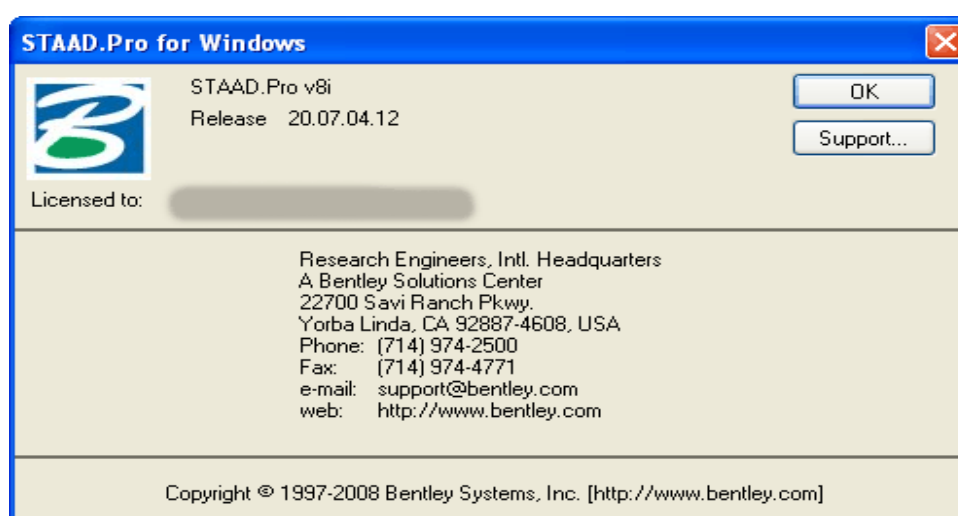 STAAD.Pro for Windows
STAAD.Pro v8i
Release 20.07.04.12
OK
Support...
Licensed to:
Research Engineers, Intl. Headquarters
A Bentley Solutions Center
22700 Savi Ranch Pkwy.
Yorba Linda, CA 92887-4608, USA
Phone: (714) 974-2500
Fax: (714) 974-4771
e-mail: support@bentley.com
web: http://www.bentley.com
Copyright © 1997-2008 Bentley Systems, Inc. [http://www.bentley.com]